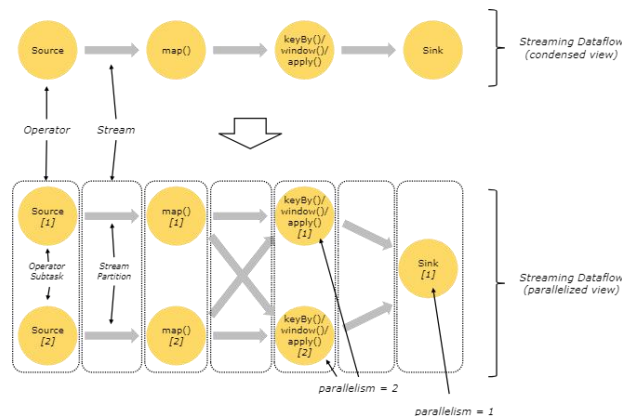 Source
map()
keyBy()/
window()/
apply()
Sink
Streaming Dataflow
(condensed view)
Operator
Stream
Source
[1]
map()
[1]
keyBy()/
window()/
apply()
[1]
Operator
Subtask
Stream
Partition
Sink
[1]
Streaming Dataflow
(parallelized view)
Source
[2]
map()
[2]
keyBy()/
window()/
apply()
[2]
parallelism = 2
parallelism = 1